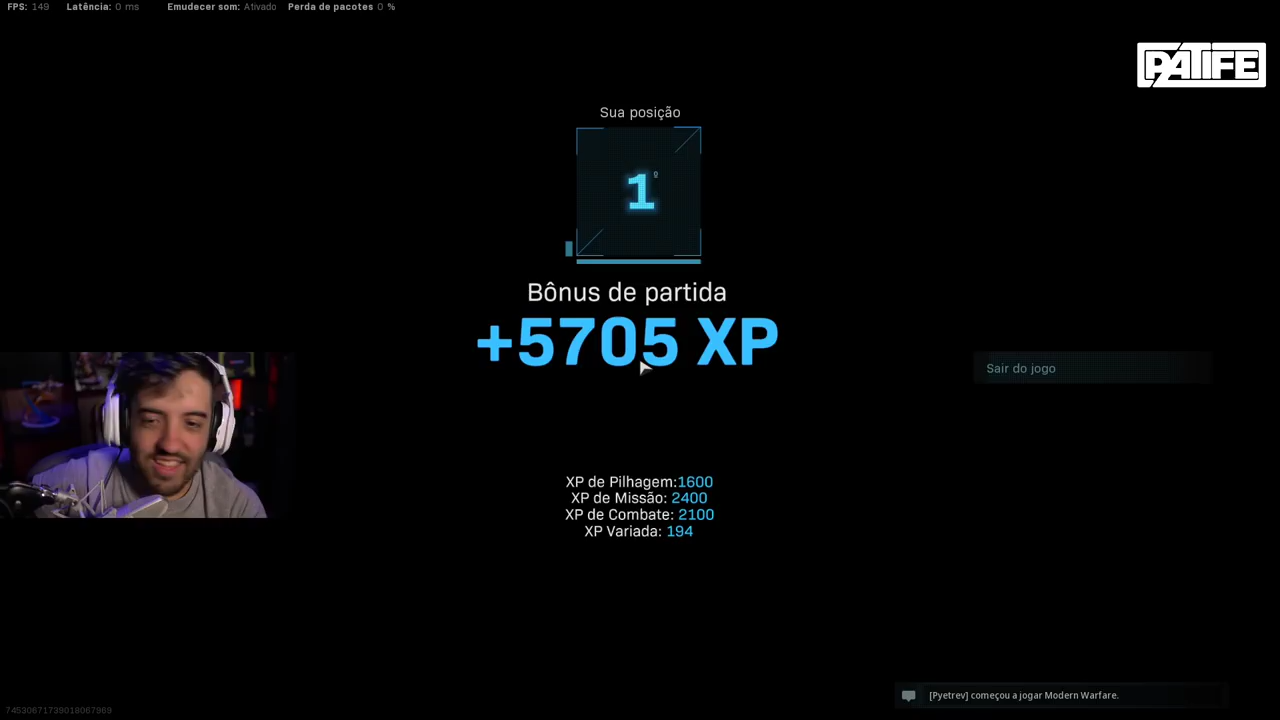 FPS: 149 Latência: 0 ms Emudecer som: Ativado Perda de pacotes 0 %
PATIFE
Sua posição
1º
Bônus de partida
+5705 XP
Sair do jogo
XP de Pilhagem:1600
XP de Missão: 2400
XP de Combate: 2100
XP Variada: 194
[Pyetrev] começou a jogar Modern Warfare.